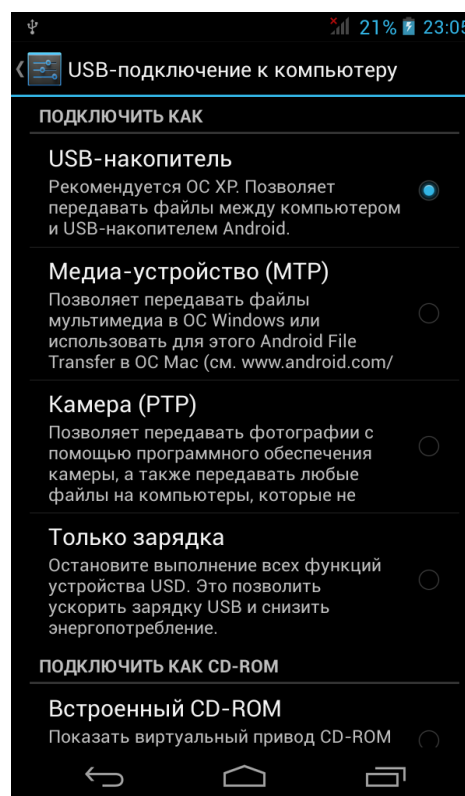 21% 23:05
USB-подключение к компьютеру
ПОДКЛЮЧИТЬ КАК
USB-накопитель
Рекомендуется ОС XP. Позволяет
передавать файлы между компьютером
и USB-накопителем Android.
Медиа-устройство (MTP)
Позволяет передавать файлы
мультимедиа в ОС Windows или
использовать для этого Android File
Transfer в ОС Mac (см. www.android.com/
Камера (PTP)
Позволяет передавать фотографии с
помощью программного обеспечения
камеры, а также передавать любые
файлы на компьютеры, которые не
Только зарядка
Остановите выполнение всех функций
устройства USD. Это позволить
ускорить зарядку USB и снизить
энергопотребление.
ПОДКЛЮЧИТЬ КАК CD-ROM
Встроенный CD-ROM
Показать виртуальный привод CD-ROM